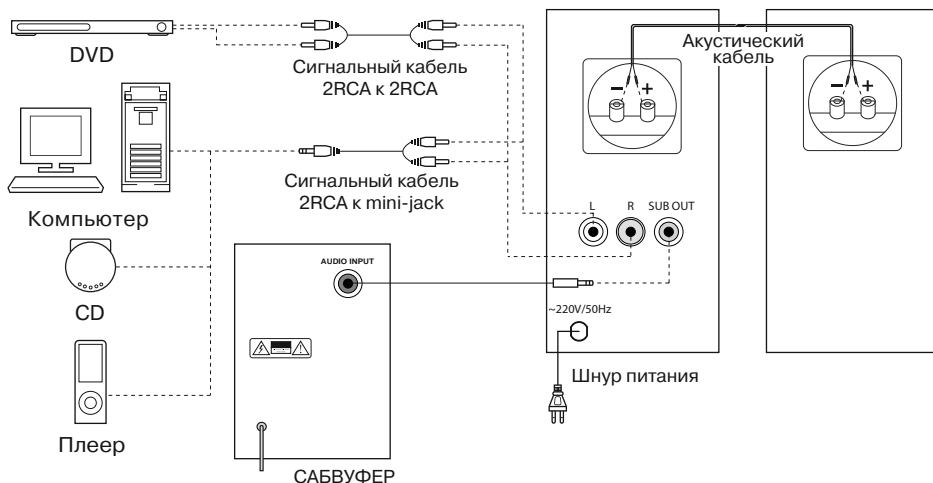 DVD
Сигнальный кабель
2RCA к 2RCA
Акустический
кабель
– +
– +
Компьютер
Сигнальный кабель
2RCA к mini-jack
L R SUB OUT
CD
AUDIO INPUT
~220V/50Hz
Шнур питания
Плеер
САБВУФЕР